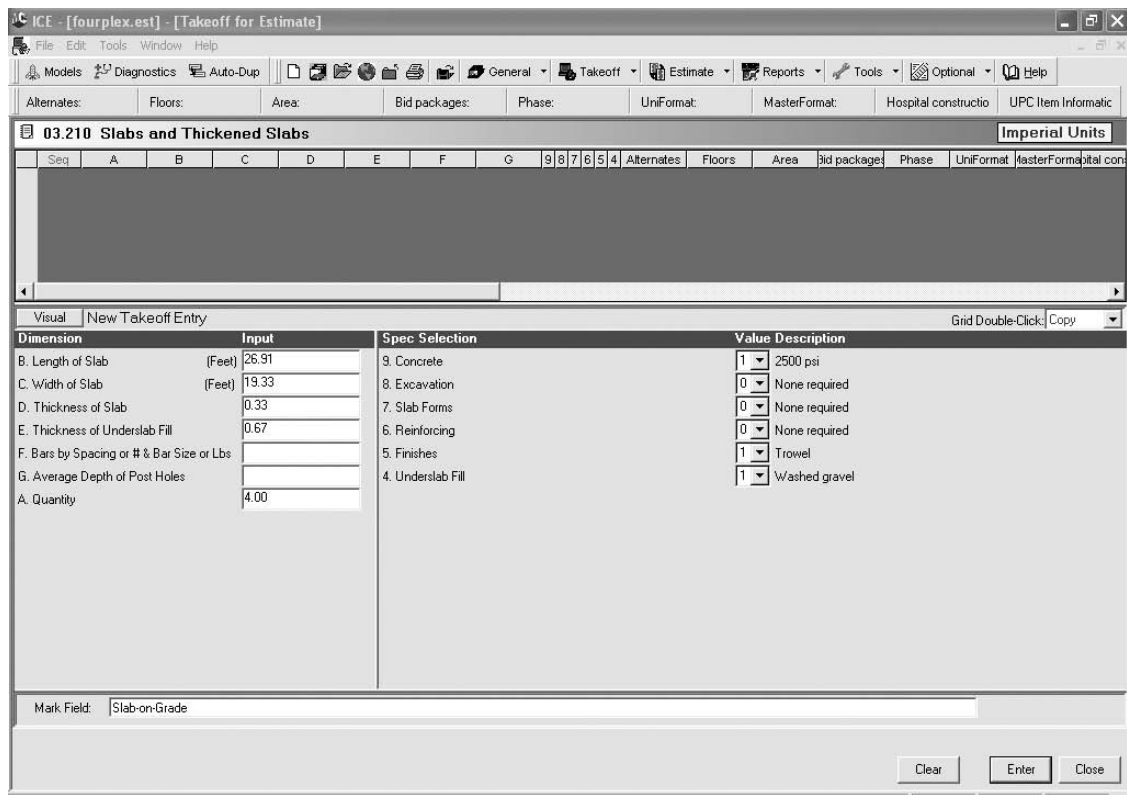 ICE - [fourplex.est] - [Takeoff for Estimate]
File Edit Tools Window Help
Models Diagnostics Auto-Dup General Takeoff Estimate Reports Tools Optional Help
Alternates: Floors: Area: Bid packages: Phase: UniFormat: MasterFormat: Hospital constructio UPC Item Informatic
03.210 Slabs and Thickened Slabs Imperial Units
Seq A B C D E F G 9 8 7 6 5 4 Alternates Floors Area Bid packages Phase UniFormat MasterForma pital con
Visual New Takeoff Entry Grid Double-Click: Copy
Dimension Input Spec Selection Value Description
B. Length of Slab (Feet) 26.91 9. Concrete 1 2500 psi
C. Width of Slab (Feet) 19.33 8. Excavation 0 None required
D. Thickness of Slab 0.33 7. Slab Forms 0 None required
E. Thickness of Underslab Fill 0.67 6. Reinforcing 0 None required
F. Bars by Spacing or # & Bar Size or Lbs 5. Finishes 1 Trowel
G. Average Depth of Post Holes 4. Underslab Fill 1 Washed gravel
A. Quantity 4.00
Mark Field: Slab-on-Grade
Clear Enter Close